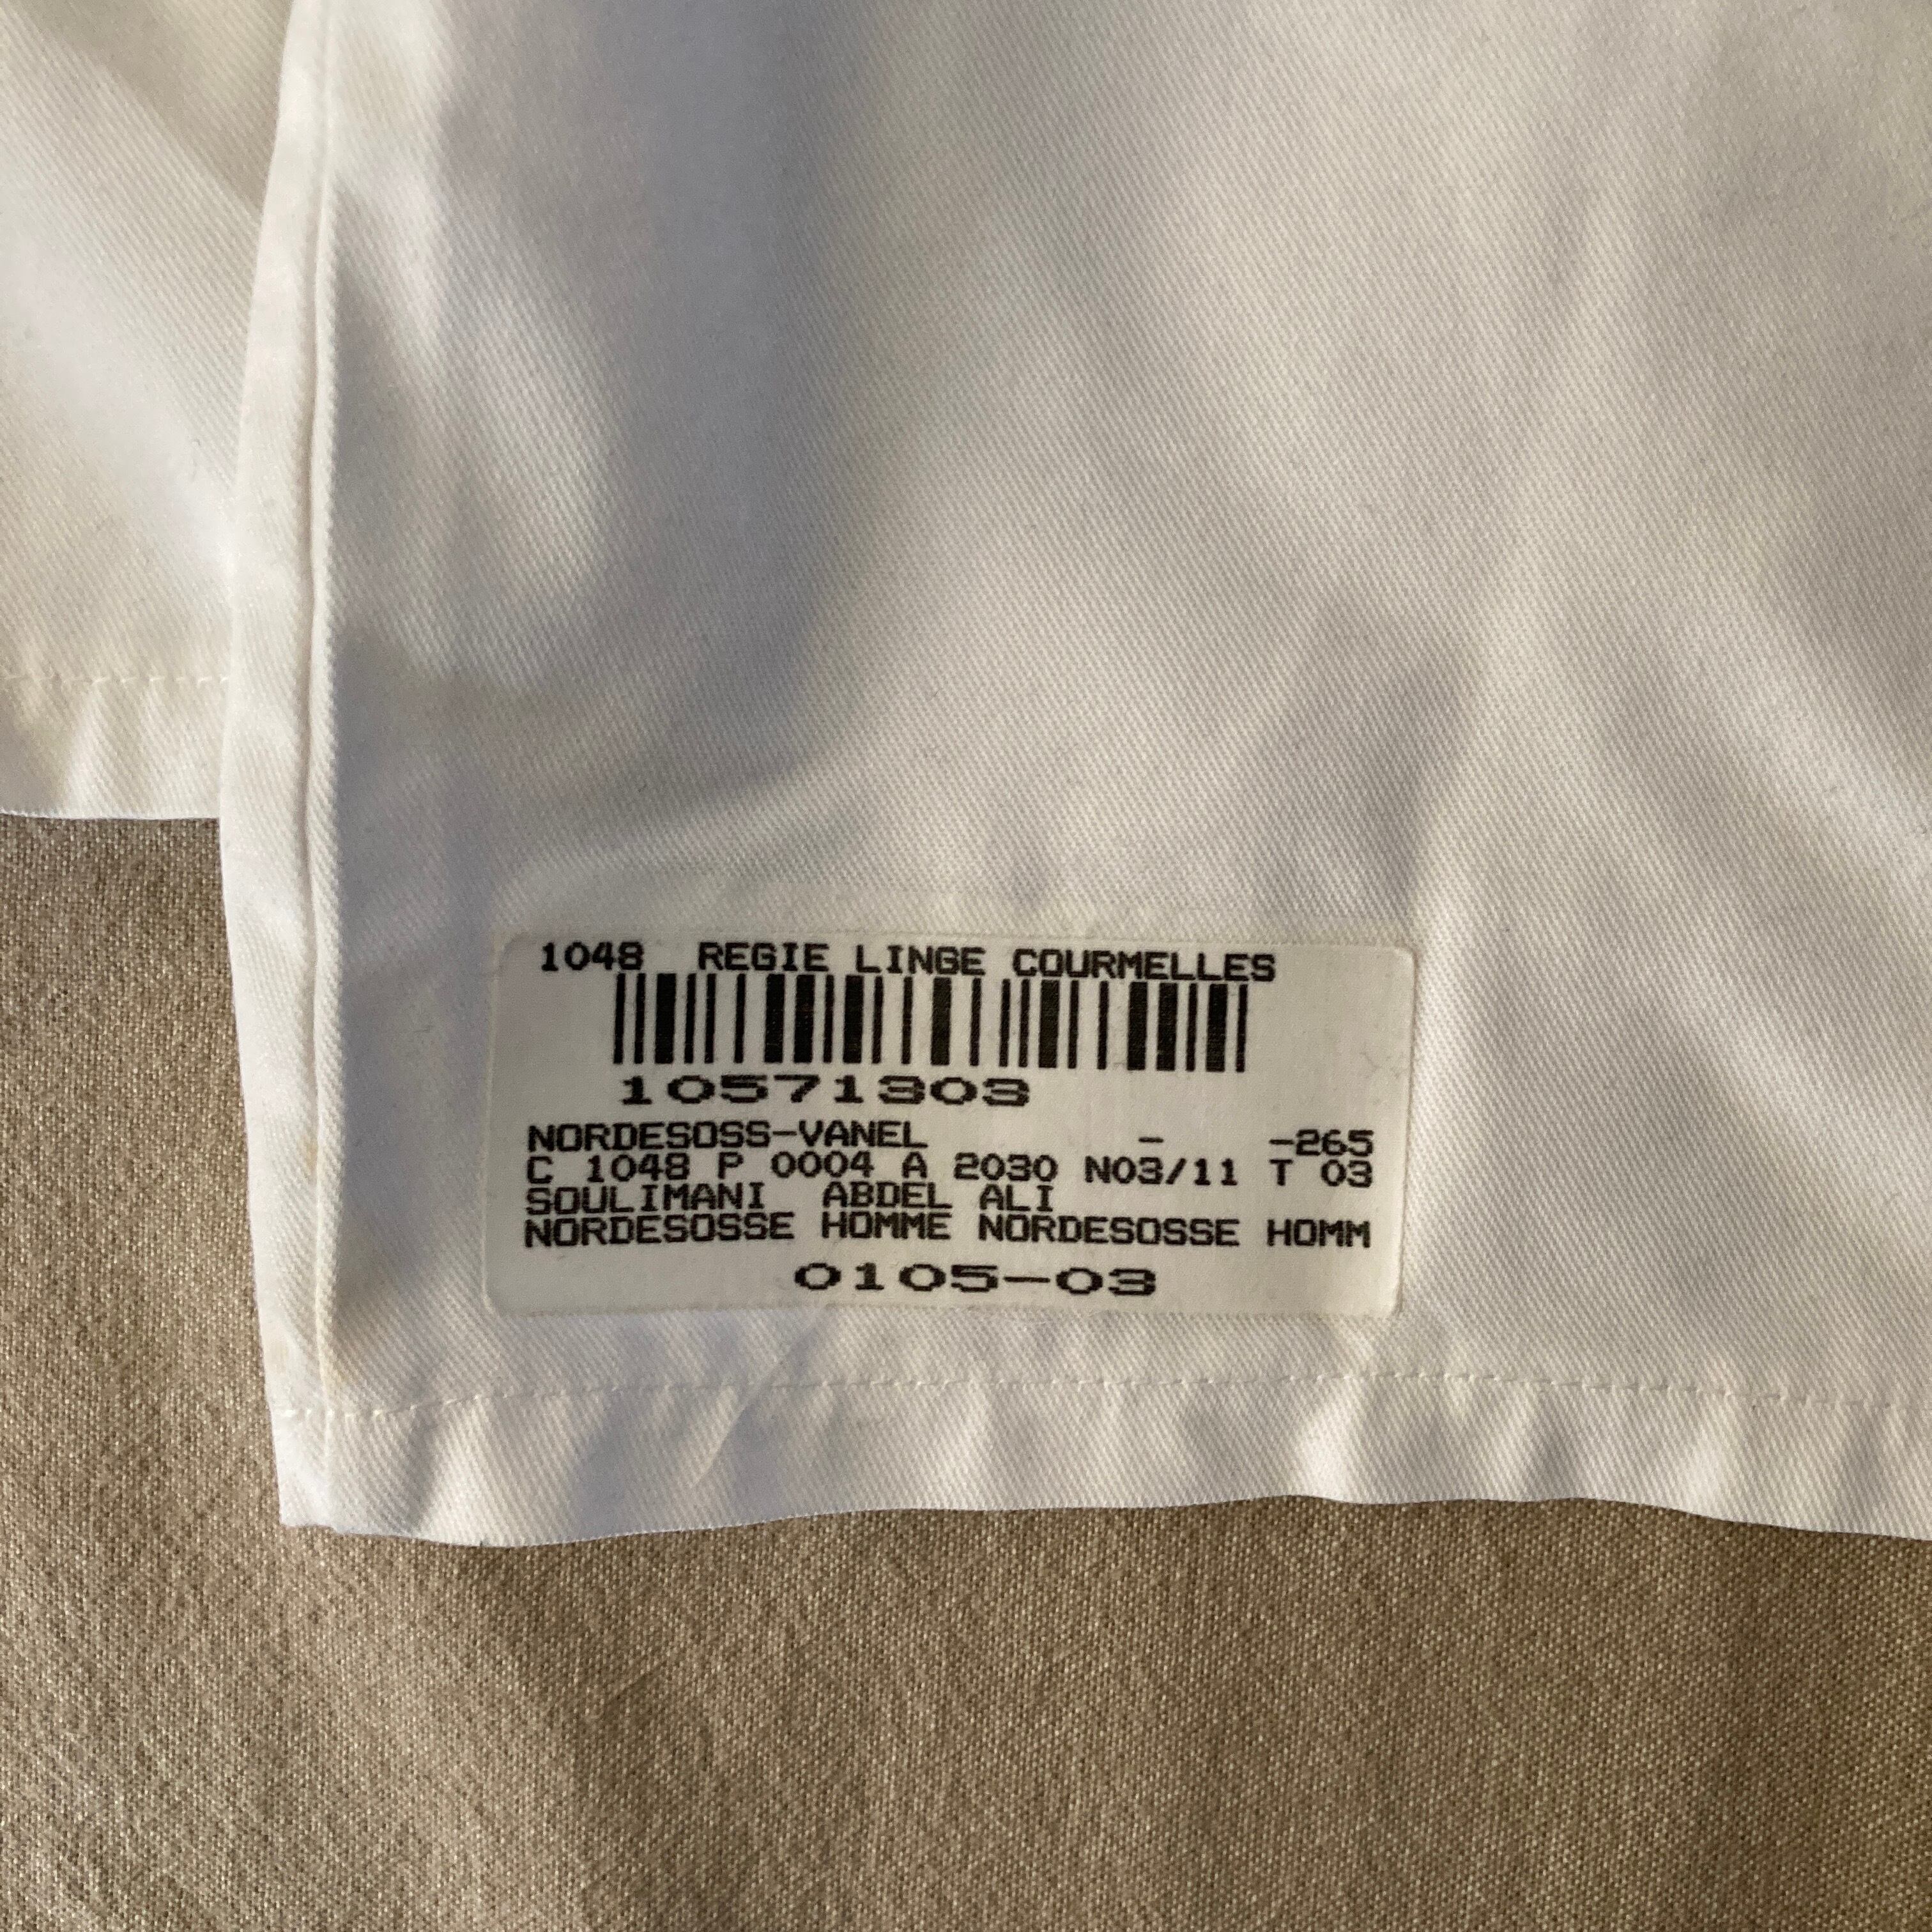 1048 REGIE LINGE COURMELLES
10571303
NORDESOSS-VANEL - -265
C 1048 P 0004 A 2030 N03/11 T 03
SOULIMANI ABDEL ALI
NORDESOSSE HOMME NORDESOSSE HOMM
0105-03